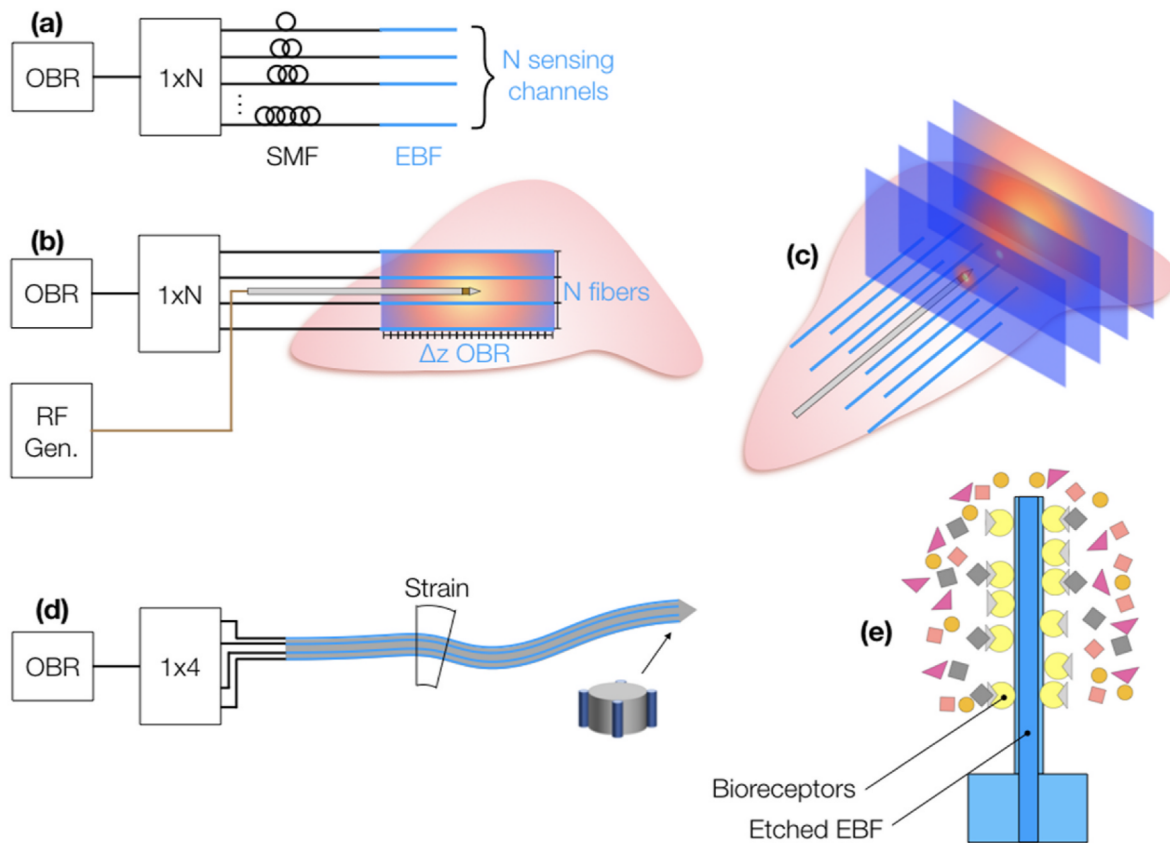 (a)
OBR
1xN
⋮
SMF
EBF
N sensing
channels
(b)
OBR
1xN
N fibers
Δz OBR
RF
Gen.
(c)
(d)
OBR
1x4
Strain
(e)
Bioreceptors
Etched EBF